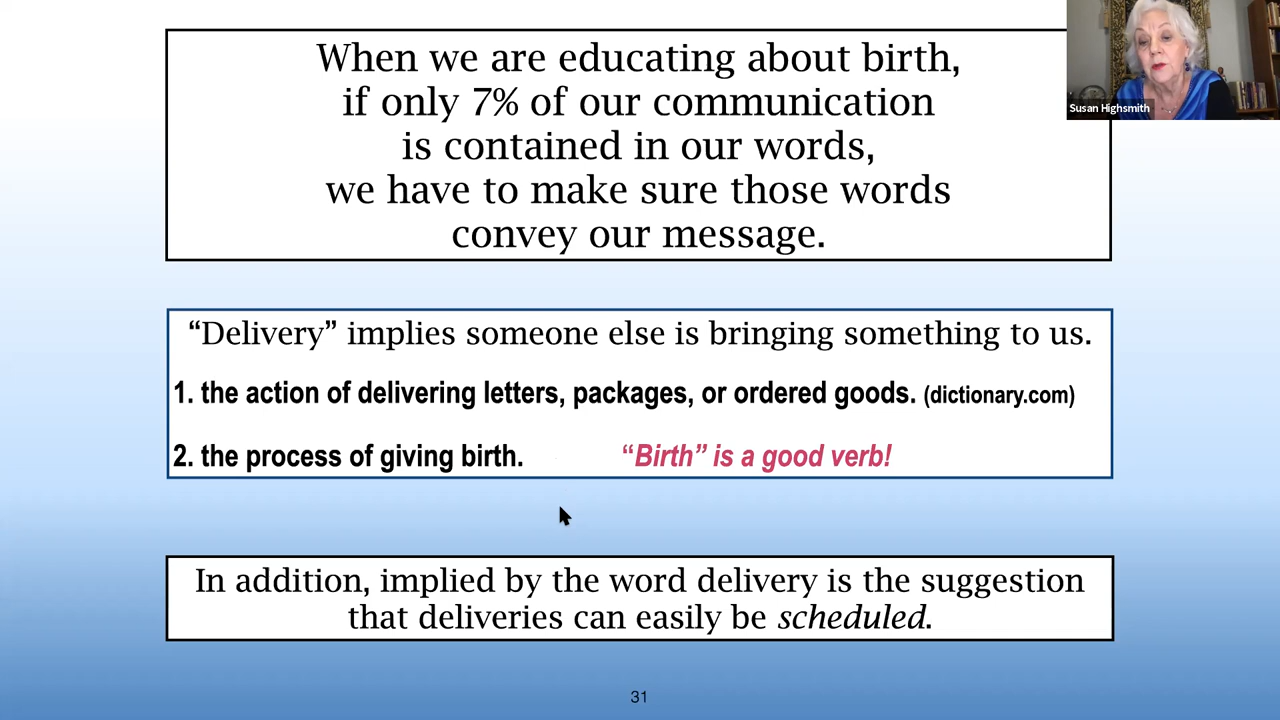 When we are educating about birth,
if only 7% of our communication
is contained in our words,
we have to make sure those words
convey our message.
Susan Highsmith
“Delivery” implies someone else is bringing something to us.
1. the action of delivering letters, packages, or ordered goods. (dictionary.com)
2. the process of giving birth. “Birth” is a good verb!
In addition, implied by the word delivery is the suggestion
that deliveries can easily be scheduled.
31